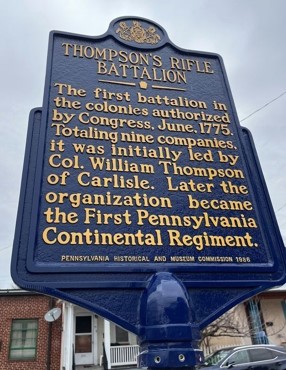 THOMPSON'S RIFLE
BATTALION
The first battalion in
the colonies authorized
by Congress, June, 1775.
Totaling nine companies,
it was initially led by
Col. William Thompson
of Carlisle. Later the
organization became
the First Pennsylvania
Continental Regiment.
PENNSYLVANIA HISTORICAL AND MUSEUM COMMISSION 1988